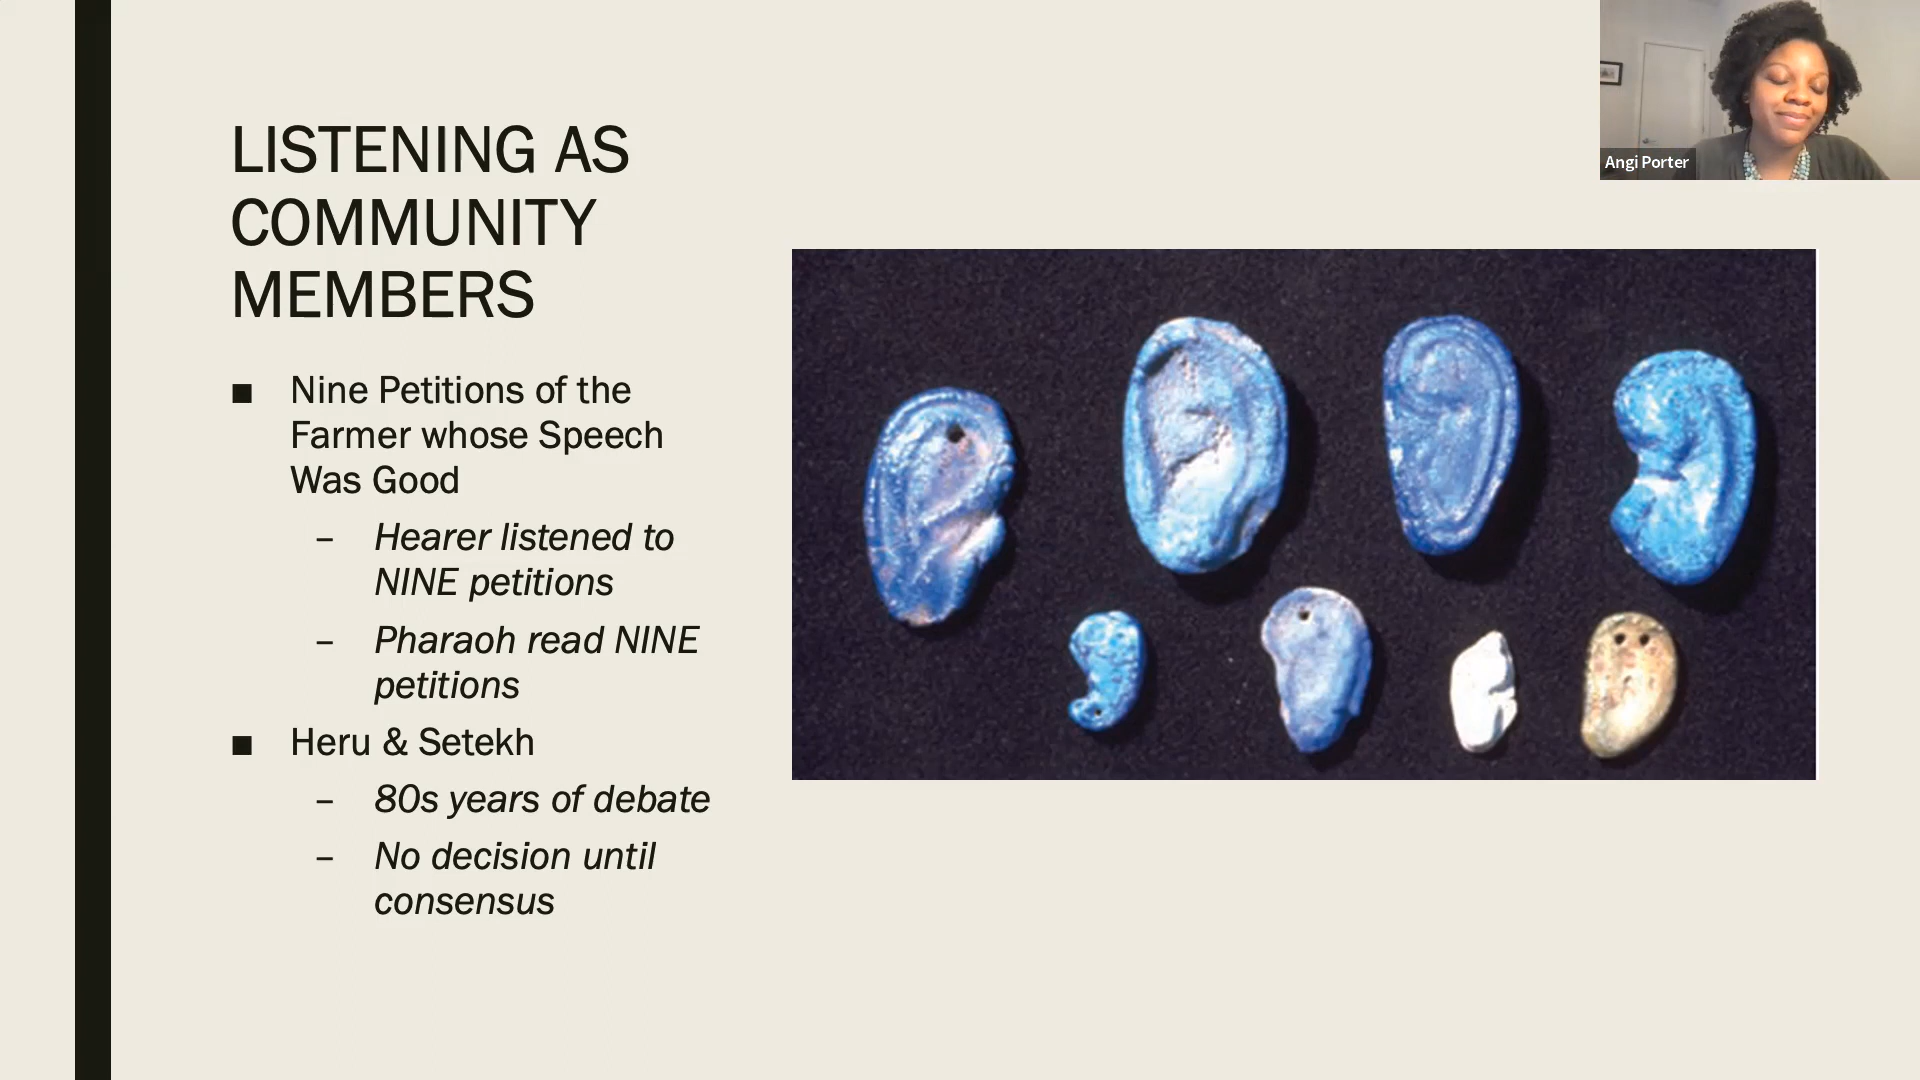 LISTENING AS
COMMUNITY
MEMBERS
■ Nine Petitions of the
Farmer whose Speech
Was Good
– Hearer listened to
NINE petitions
– Pharaoh read NINE
petitions
■ Heru & Setekh
– 80s years of debate
– No decision until
consensus
Angi Porter